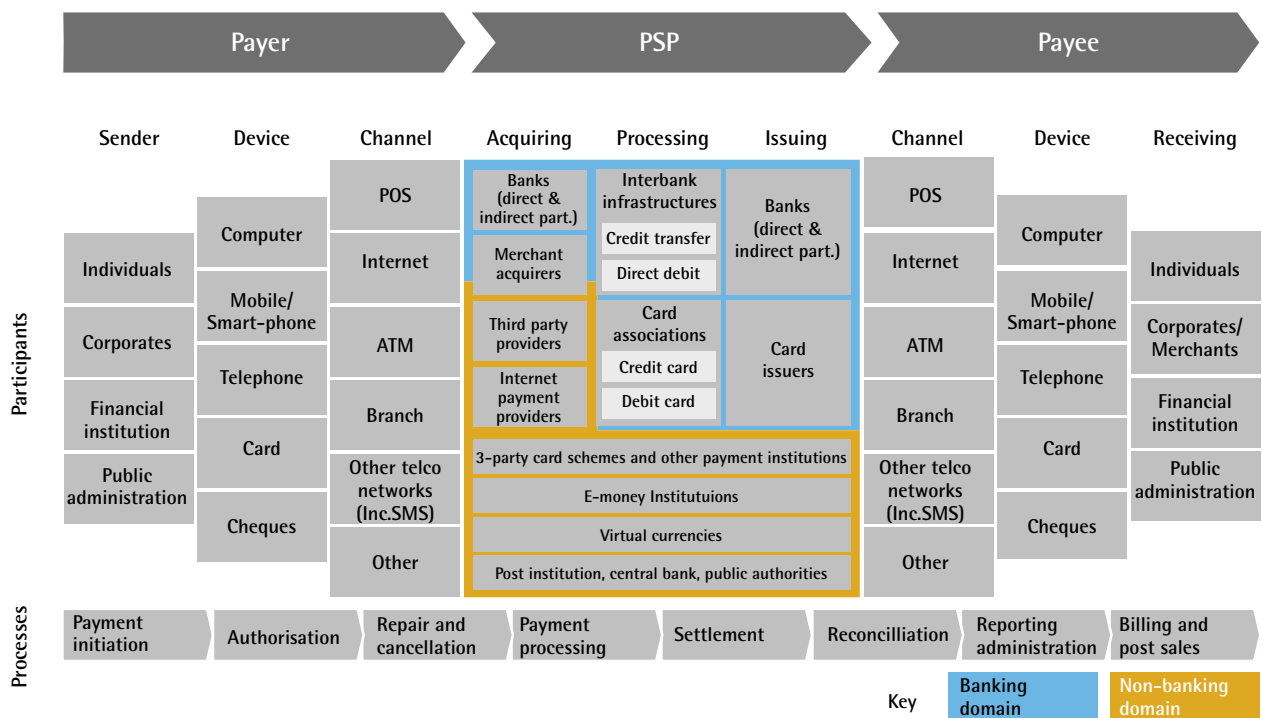 Payer
PSP
Payee
Sender
Device
Channel
Acquiring
Processing
Issuing
Channel
Device
Receiving
Participants
Individuals
Corporates
Financial
institution
Public
administration
Computer
Mobile/
Smart-phone
Telephone
Card
Cheques
POS
Internet
ATM
Branch
Other telco
networks
(Inc.SMS)
Other
Banks
(direct &
indirect part.)
Merchant
acquirers
Third party
providers
Internet
payment
providers
Interbank
infrastructures
Credit transfer
Direct debit
Card
associations
Credit card
Debit card
Banks
(direct &
indirect part.)
Card
issuers
3-party card schemes and other payment institutions
E-money Institutuions
Virtual currencies
Post institution, central bank, public authorities
POS
Internet
ATM
Branch
Other telco
networks
(Inc.SMS)
Other
Computer
Mobile/
Smart-phone
Telephone
Card
Cheques
Individuals
Corporates/
Merchants
Financial
institution
Public
administration
Processes
Payment
initiation
Authorisation
Repair and
cancellation
Payment
processing
Settlement
Reconcilliation
Reporting
administration
Billing and
post sales
Key
Banking
domain
Non-banking
domain